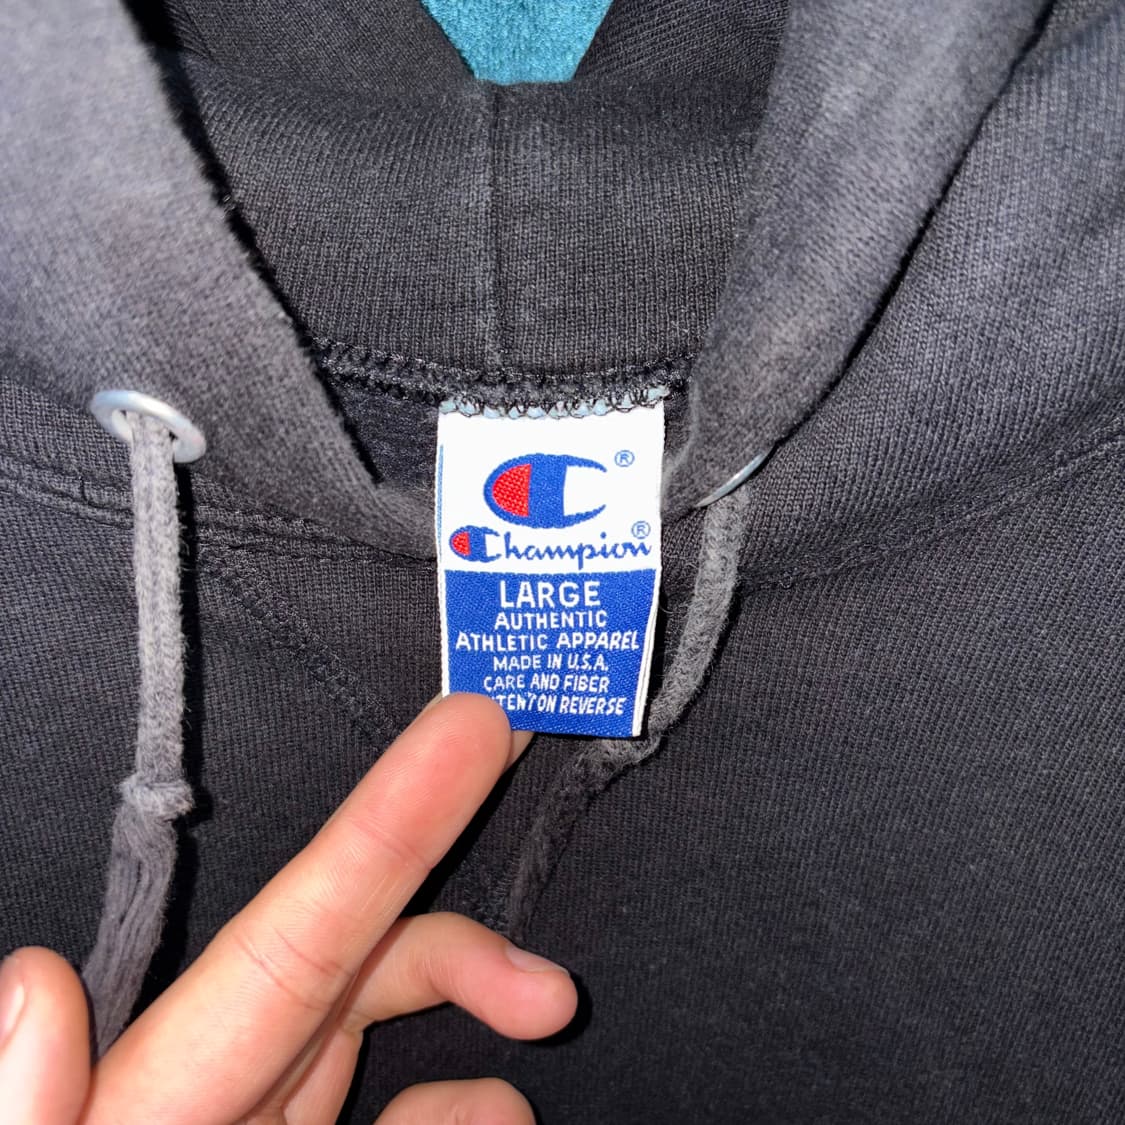 ®
Champion®
LARGE
AUTHENTIC
ATHLETIC APPAREL
MADE IN U.S.A.
CARE AND FIBER
ON REVERSE